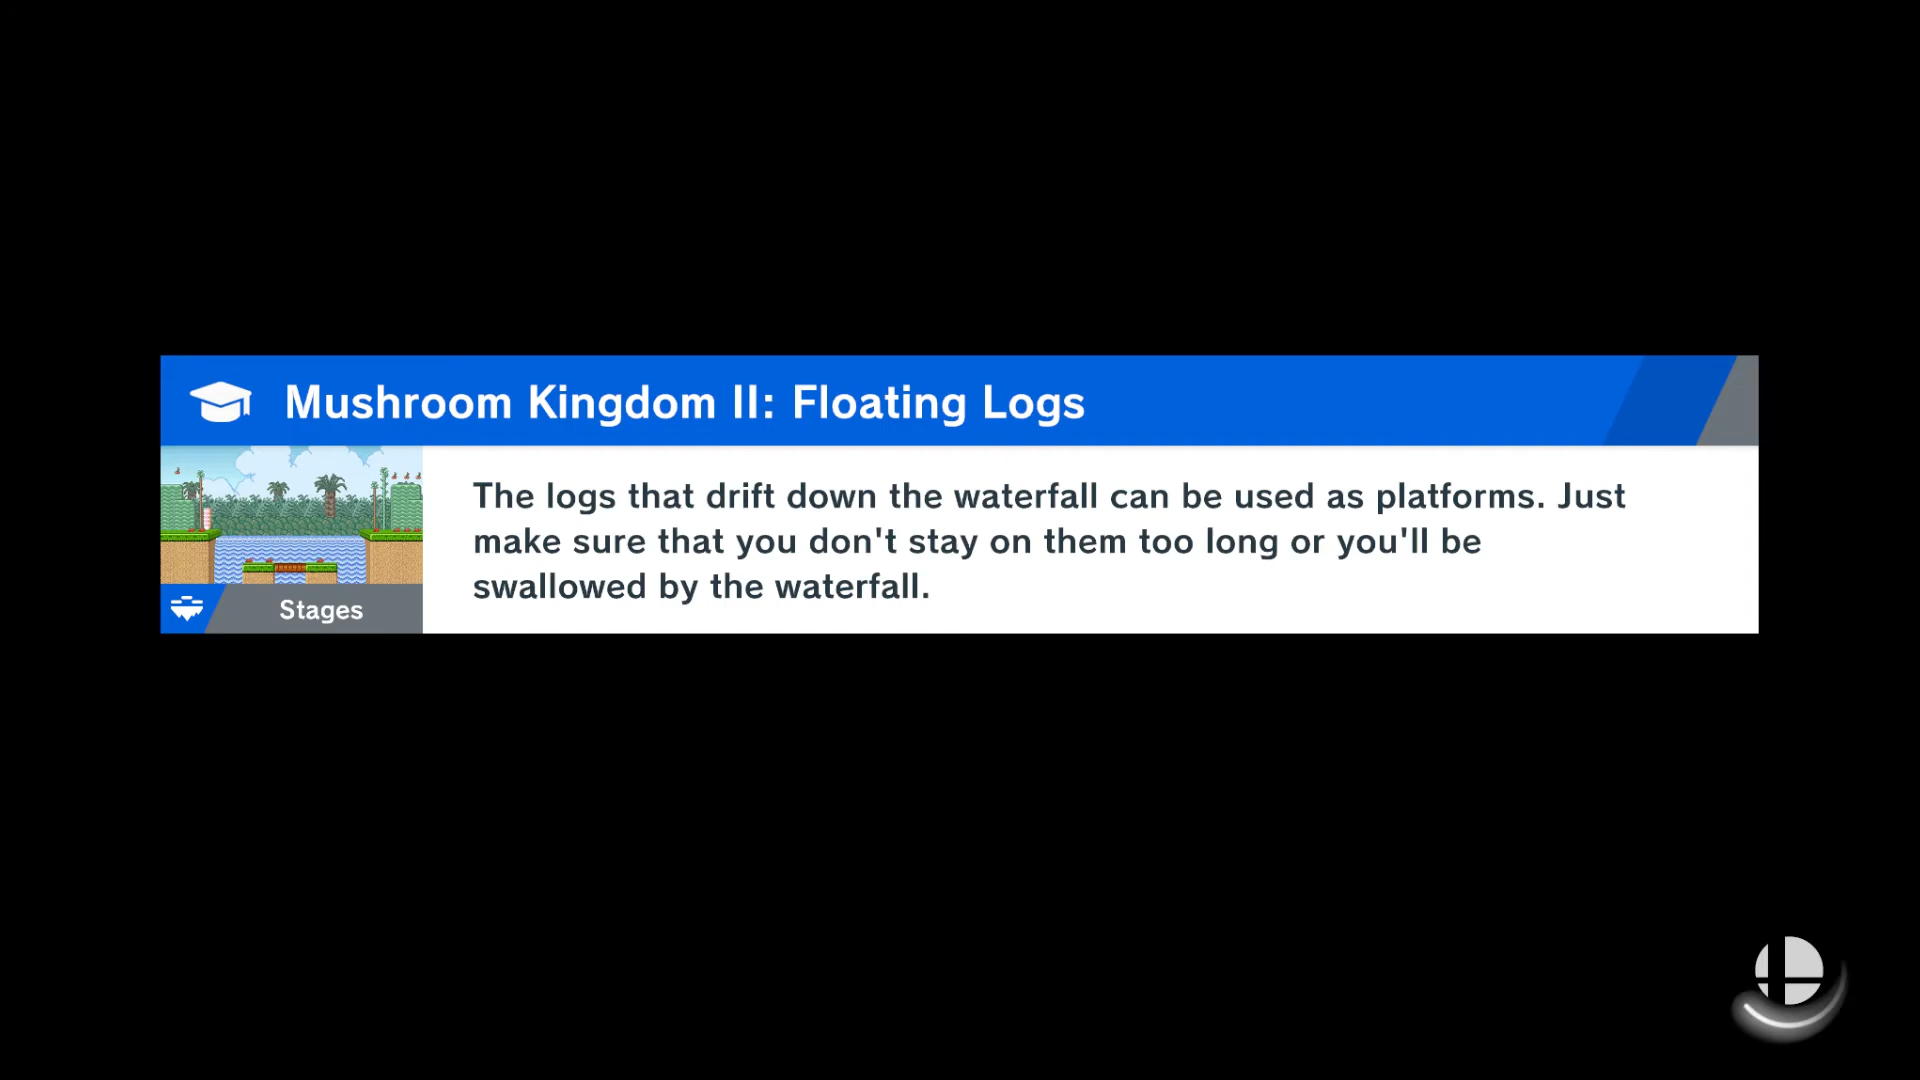 Mushroom Kingdom II: Floating Logs
The logs that drift down the waterfall can be used as platforms. Just
make sure that you don't stay on them too long or you'll be
swallowed by the waterfall.
Stages